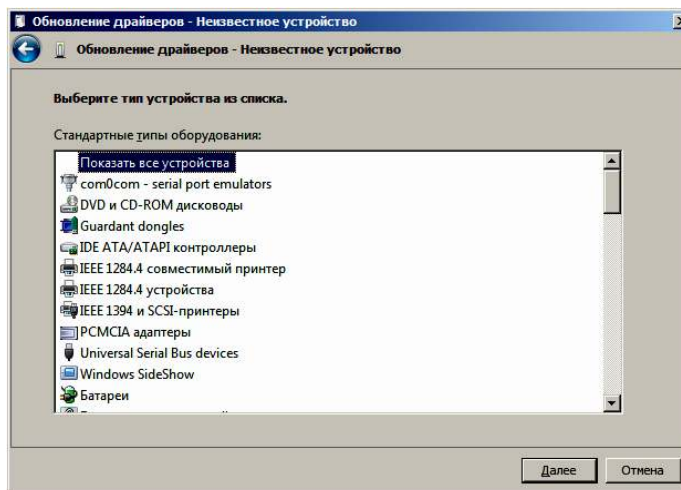 Обновление драйверов - Неизвестное устройство
Обновление драйверов - Неизвестное устройство
Выберите тип устройства из списка.
Стандартные типы оборудования:
Показать все устройства
com0com - serial port emulators
DVD и CD-ROM дисководы
Guardant dongles
IDE ATA/ATAPI контроллеры
IEEE 1284.4 совместимый принтер
IEEE 1284.4 устройства
IEEE 1394 и SCSI-принтеры
PCMCIA адаптеры
Universal Serial Bus devices
Windows SideShow
Батареи
Далее Отмена